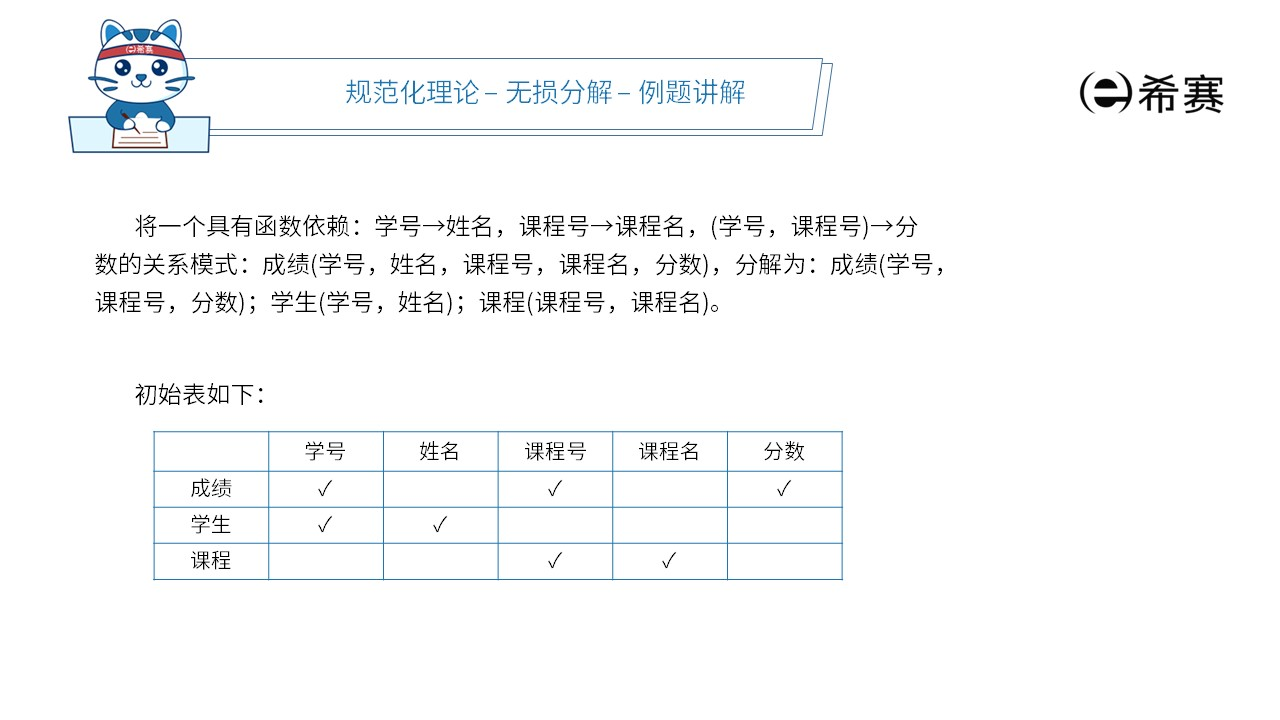 希赛
规范化理论 – 无损分解 – 例题讲解
希赛
将一个具有函数依赖：学号→姓名，课程号→课程名，(学号，课程号)→分
数的关系模式：成绩(学号，姓名，课程号，课程名，分数)，分解为：成绩(学号，
课程号，分数)；学生(学号，姓名)；课程(课程号，课程名)。
初始表如下：
学号 姓名 课程号 课程名 分数
成绩 ✓ ✓ ✓
学生 ✓ ✓
课程 ✓ ✓